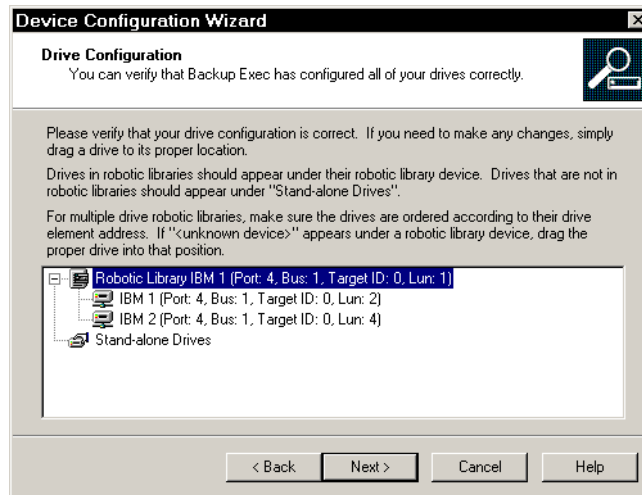 Device Configuration Wizard
Drive Configuration
You can verify that Backup Exec has configured all of your drives correctly.
Please verify that your drive configuration is correct.  If you need to make any changes, simply
drag a drive to its proper location.
Drives in robotic libraries should appear under their robotic library device.  Drives that are not in
robotic libraries should appear under "Stand-alone Drives".
For multiple drive robotic libraries, make sure the drives are ordered according to their drive
element address.  If "<unknown device>" appears under a robotic library device, drag the
proper drive into that position.
Robotic Library IBM 1 (Port: 4, Bus: 1, Target ID: 0, Lun: 1)
IBM 1 (Port: 4, Bus: 1, Target ID: 0, Lun: 2)
IBM 2 (Port: 4, Bus: 1, Target ID: 0, Lun: 4)
Stand-alone Drives
< Back Next > Cancel Help